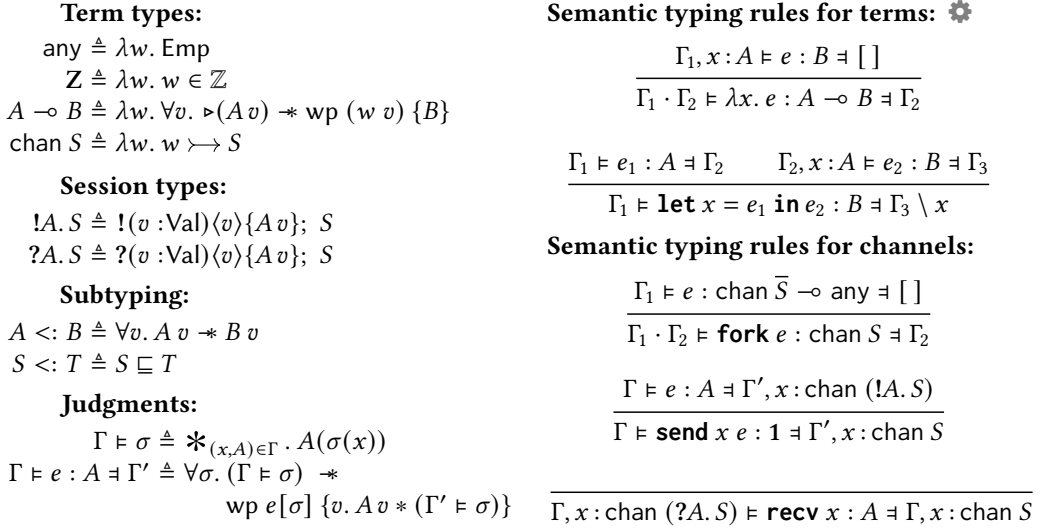 Term types:
any ≜ λw. Emp
Z ≜ λw. w ∈ ℤ
A ⊸ B ≜ λw. ∀v. ▹(A v) -∗ wp (w v) {B}
chan S ≜ λw. w ↣ S
Session types:
!A. S ≜ !(v :Val)⟨v⟩{A v}; S
?A. S ≜ ?(v :Val)⟨v⟩{A v}; S
Subtyping:
A <: B ≜ ∀v. A v -∗ B v
S <: T ≜ S ⊑ T
Judgments:
Γ ⊨ σ ≜ ∗(x,A)∈Γ . A(σ(x))
Γ ⊨ e : A ⫤ Γ′ ≜ ∀σ. (Γ ⊨ σ) -∗
wp e[σ] {v. A v ∗ (Γ′ ⊨ σ)}
Semantic typing rules for terms:
Γ₁, x : A ⊨ e : B ⫤ [ ]
Γ₁ · Γ₂ ⊨ λx. e : A ⊸ B ⫤ Γ₂
Γ₁ ⊨ e₁ : A ⫤ Γ₂ Γ₂, x : A ⊨ e₂ : B ⫤ Γ₃
Γ₁ ⊨ let x = e₁ in e₂ : B ⫤ Γ₃ \ x
Semantic typing rules for channels:
Γ₁ ⊨ e : chan S̅ ⊸ any ⫤ [ ]
Γ₁ · Γ₂ ⊨ fork e : chan S ⫤ Γ₂
Γ ⊨ e : A ⫤ Γ′, x : chan (!A. S)
Γ ⊨ send x e : 1 ⫤ Γ′, x : chan S
Γ, x : chan (?A. S) ⊨ recv x : A ⫤ Γ, x : chan S